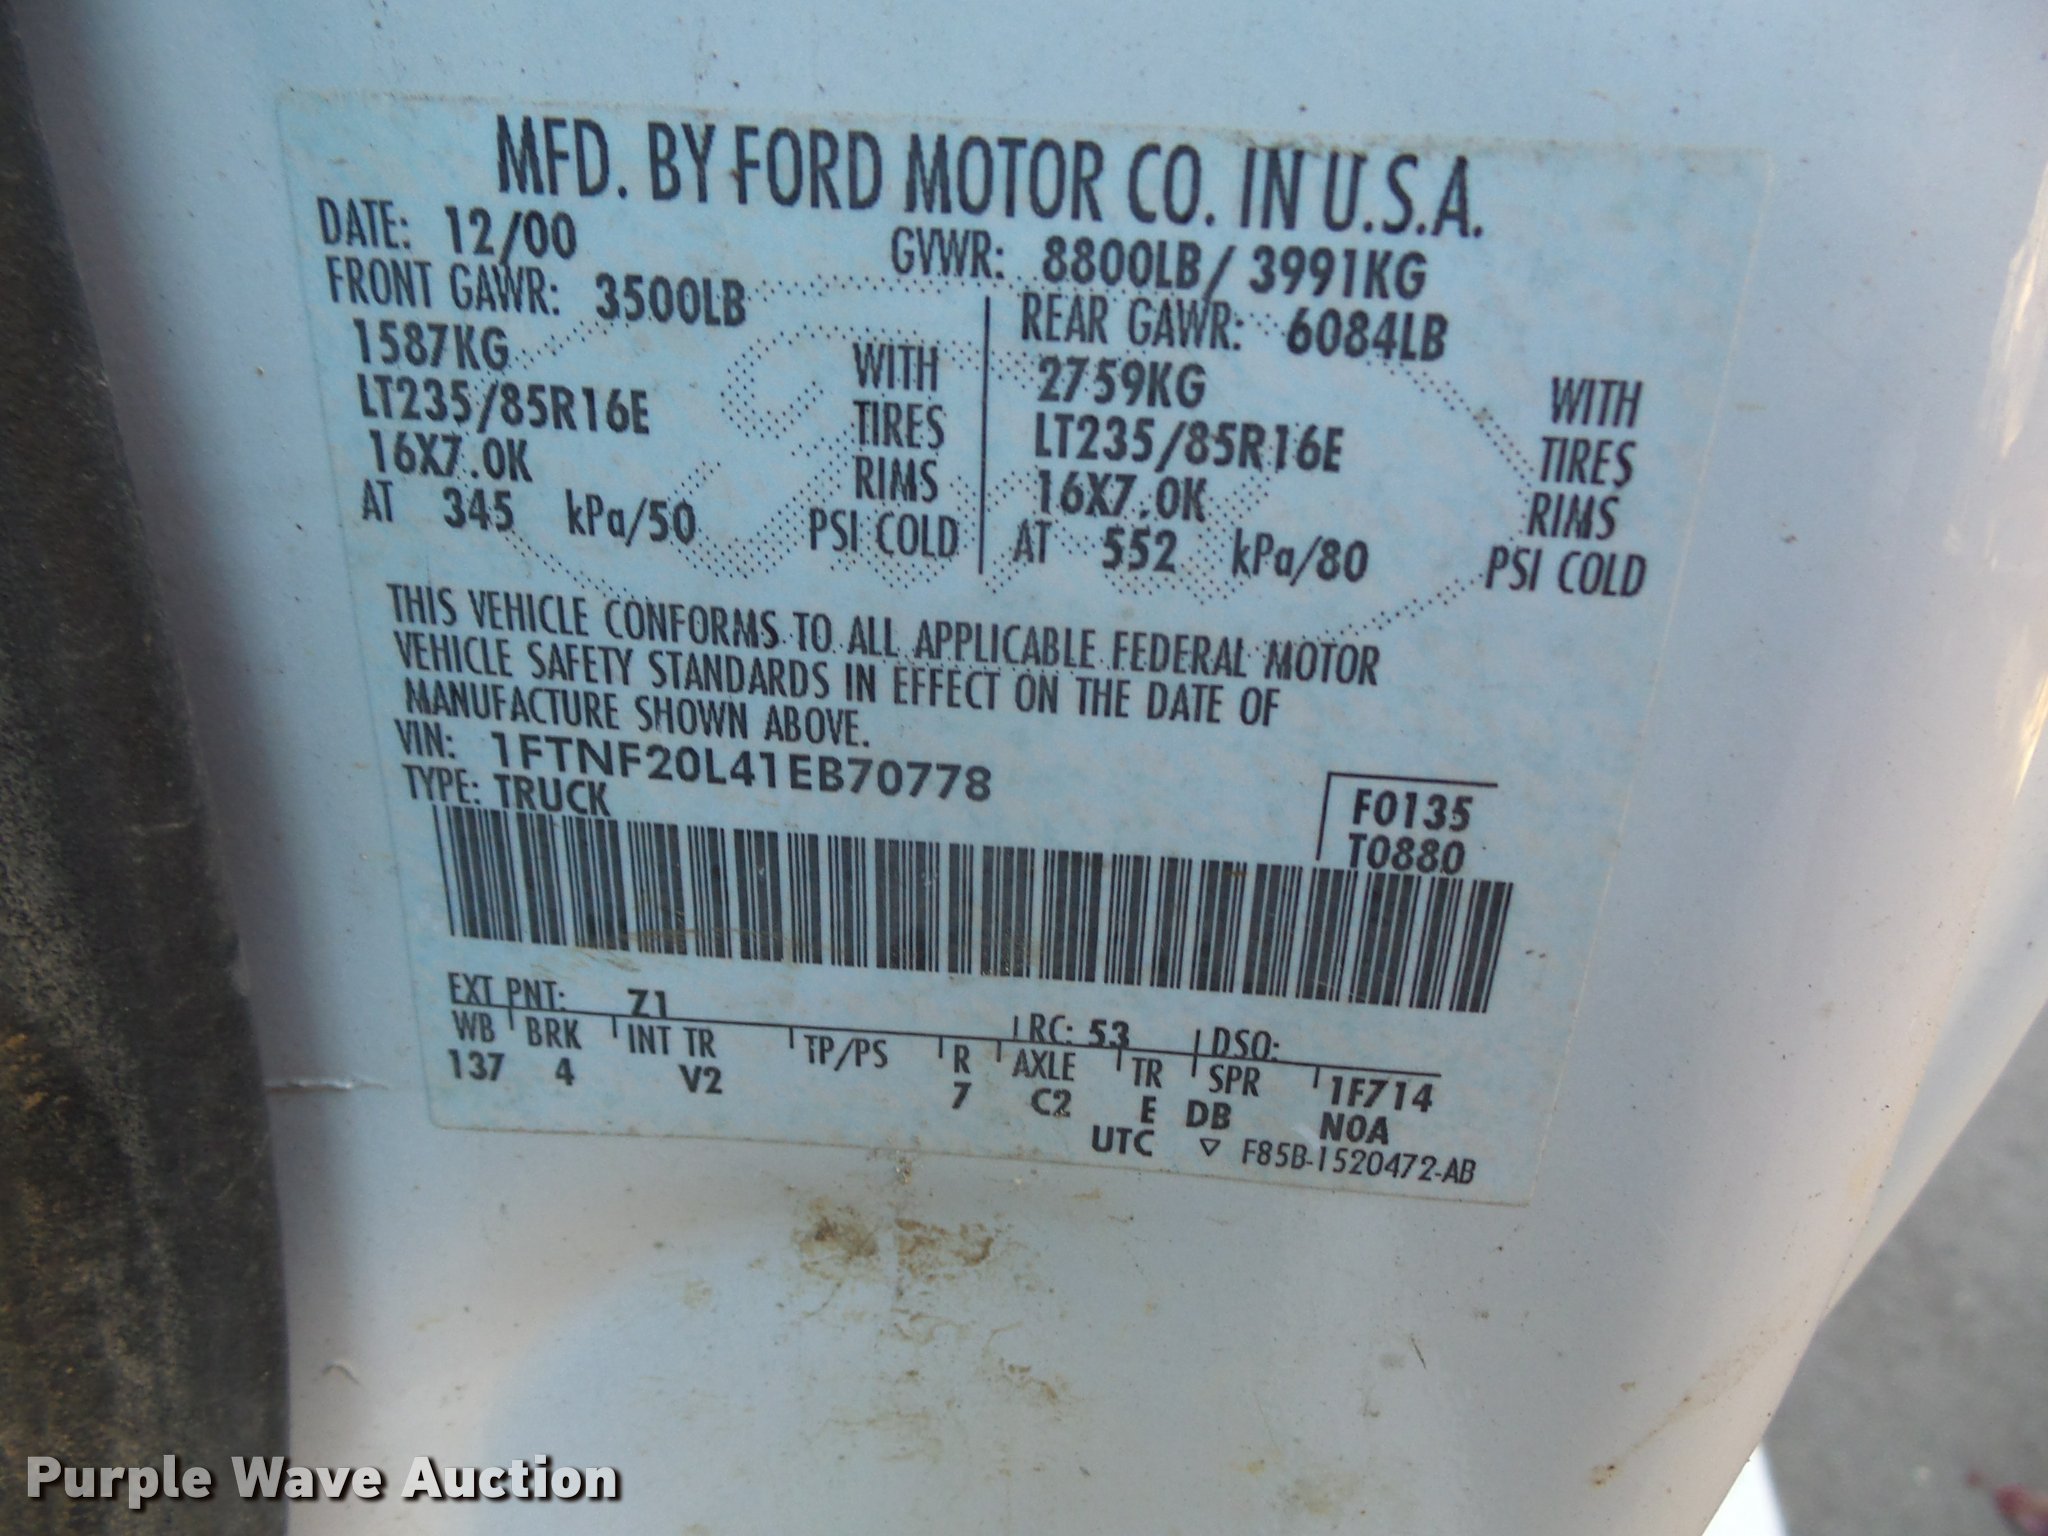 MFD. BY FORD MOTOR CO. IN U.S.A.
DATE: 12/00 GVWR: 8800LB/ 3991KG
FRONT GAWR: 3500LB REAR GAWR: 6084LB
1587KG WITH 2759KG WITH
LT235/85R16E TIRES LT235/85R16E TIRES
16X7.0K RIMS 16X7.0K RIMS
AT 345 kPa/50 PSI COLD AT 552 kPa/80 PSI COLD
THIS VEHICLE CONFORMS TO ALL APPLICABLE FEDERAL MOTOR
VEHICLE SAFETY STANDARDS IN EFFECT ON THE DATE OF
MANUFACTURE SHOWN ABOVE.
VIN: 1FTNF20L41EB70778
TYPE: TRUCK
F0135
T0880
EXT PNT: Z1 RC: 53 DSO:
WB BRK INT TR TP/PS R AXLE TR SPR 1F714
137 4 V2 7 C2 E DB N0A
UTC ▽ F85B-1520472-AB
Purple Wave Auction